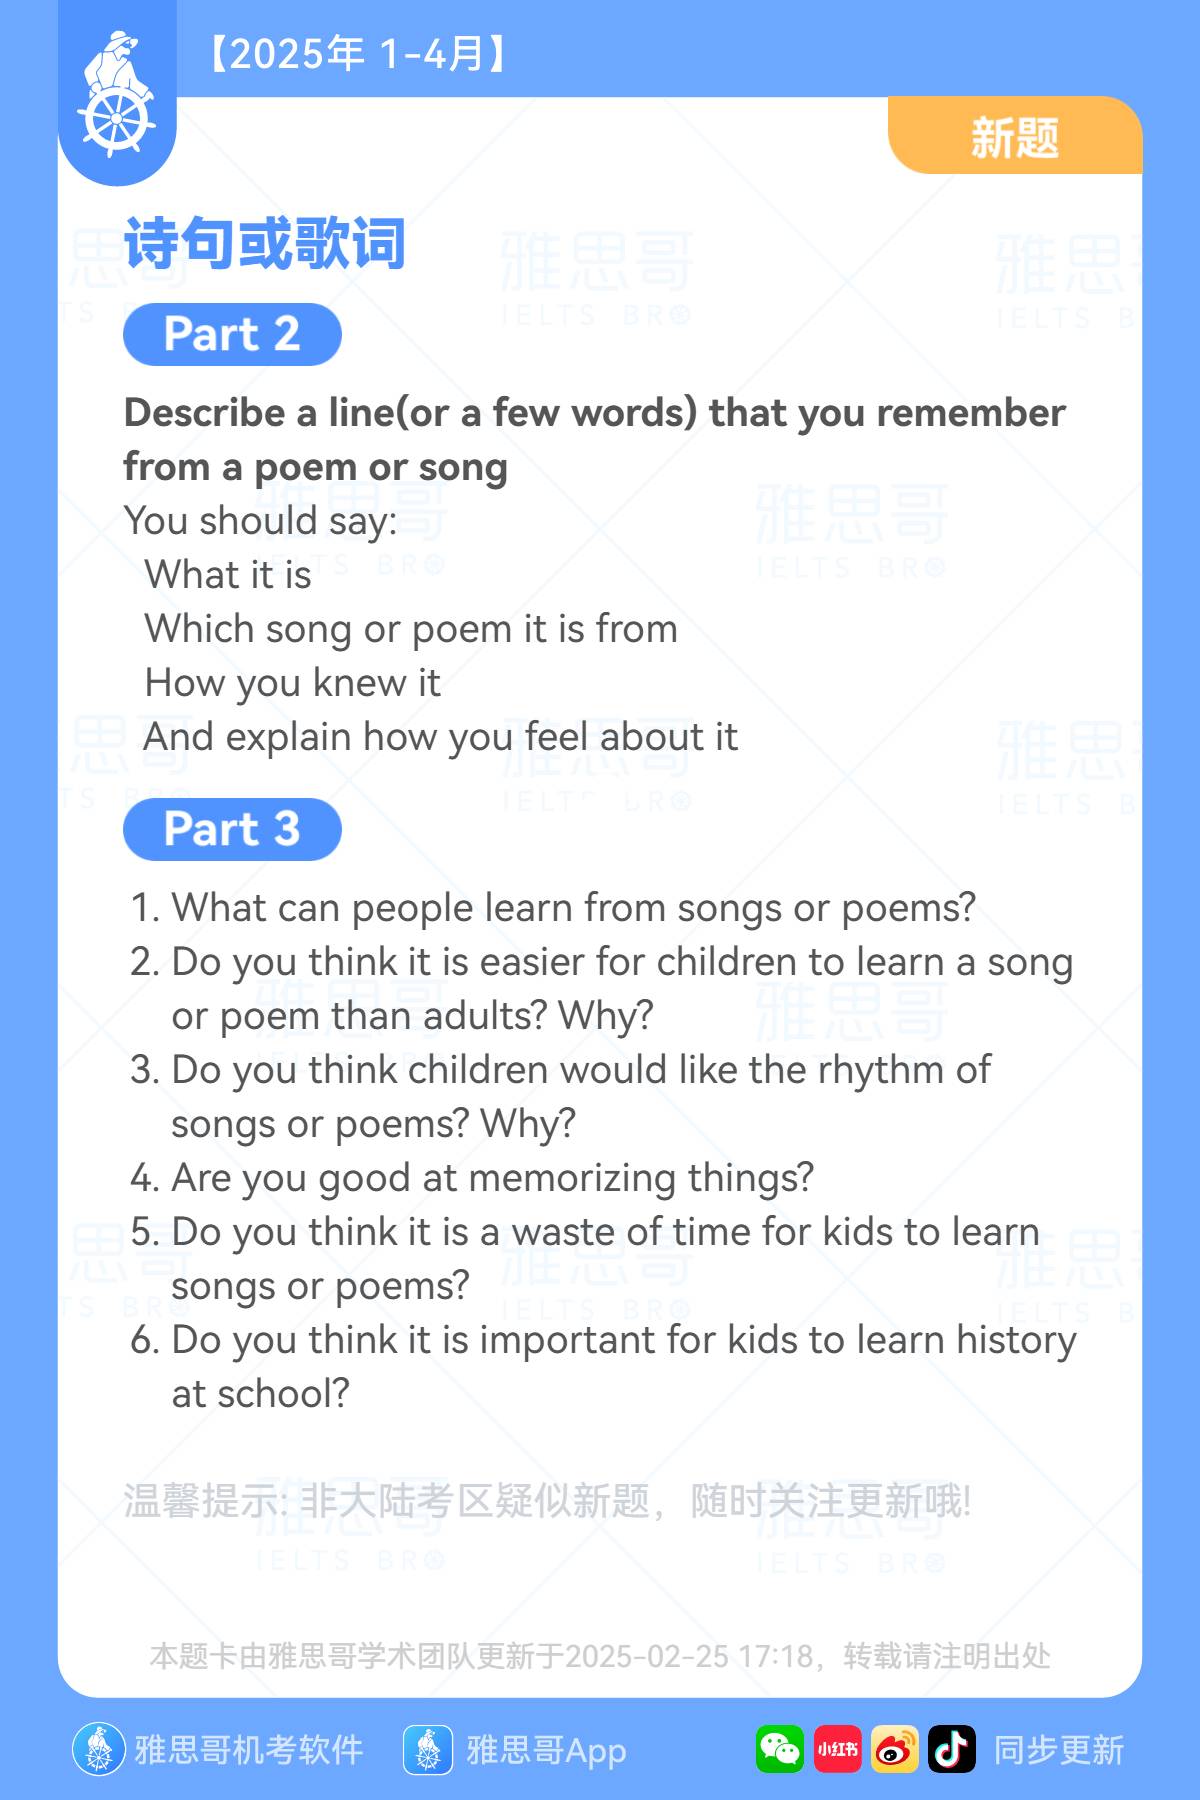 【2025年 1-4月】
新题
诗句或歌词
Part 2
Describe a line(or a few words) that you remember
from a poem or song
You should say:
What it is
Which song or poem it is from
How you knew it
And explain how you feel about it
Part 3
1. What can people learn from songs or poems?
2. Do you think it is easier for children to learn a song
or poem than adults? Why?
3. Do you think children would like the rhythm of
songs or poems? Why?
4. Are you good at memorizing things?
5. Do you think it is a waste of time for kids to learn
songs or poems?
6. Do you think it is important for kids to learn history
at school?
温馨提示: 非大陆考区疑似新题，随时关注更新哦!
本题卡由雅思哥学术团队更新于2025-02-25 17:18，转载请注明出处
雅思哥机考软件 雅思哥App 小红书 同步更新
雅思哥
IELTS BRO